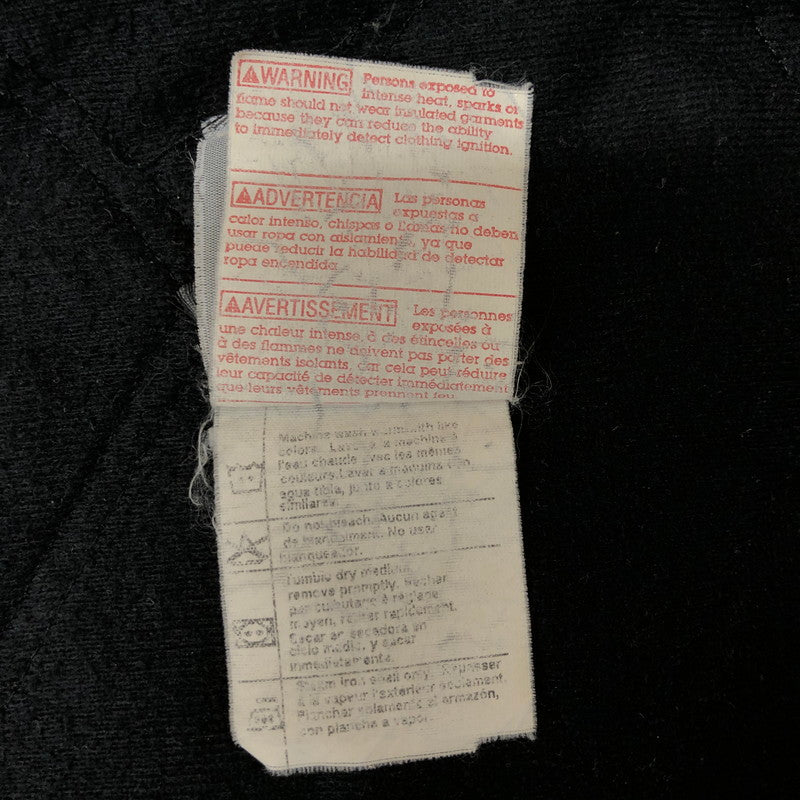 WARNING Persons exposed to
intense heat, sparks or
flame should not wear insulated garments
because they can reduce the ability
to immediately detect clothing ignition.
ADVERTENCIA Las personas
expuestas a
calor intenso, chispas o llamas no deben
usar ropa con aislamiento, ya que
puede reducir la habilidad de detectar
ropa encendida.
AVERTISSEMENT Les personnes
exposées à
une chaleur intense, à des étincelles ou
à des flammes ne doivent pas porter des
vêtements isolants, car cela peut réduire
leur capacité de détecter immédiatement
que leurs vêtements prennent feu.
Machine wash warm with like
colors. Laver à la machine à
l'eau chaude avec les mêmes
couleurs. Lavar a máquina con
agua tibia, junto a colores
similares.
Do not bleach. Aucun agent
de blanchiment. No usar
blanqueador.
Tumble dry medium,
remove promptly. Sécher
par culbutage à réglage
moyen, retirer rapidement.
Secar en secadora en
ciclo medio, y sacar
inmediatamente.
Steam iron shell only. Repasser
à la vapeur l'extérieur seulement.
Planchar solamente el armazón,
con plancha a vapor.